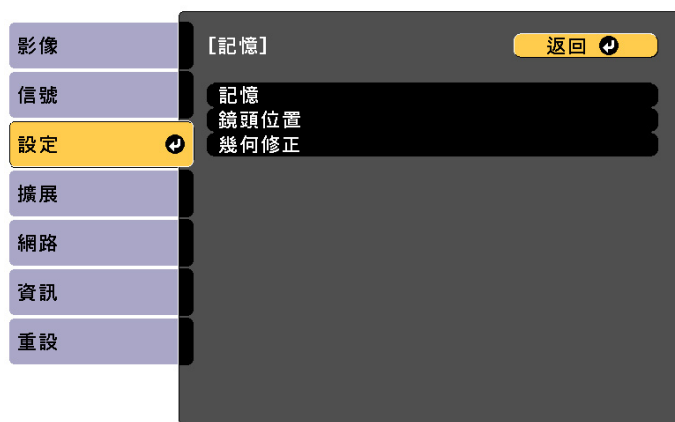 影像
信號
設定
擴展
網路
資訊
重設
[記憶]
返回
記憶
鏡頭位置
幾何修正